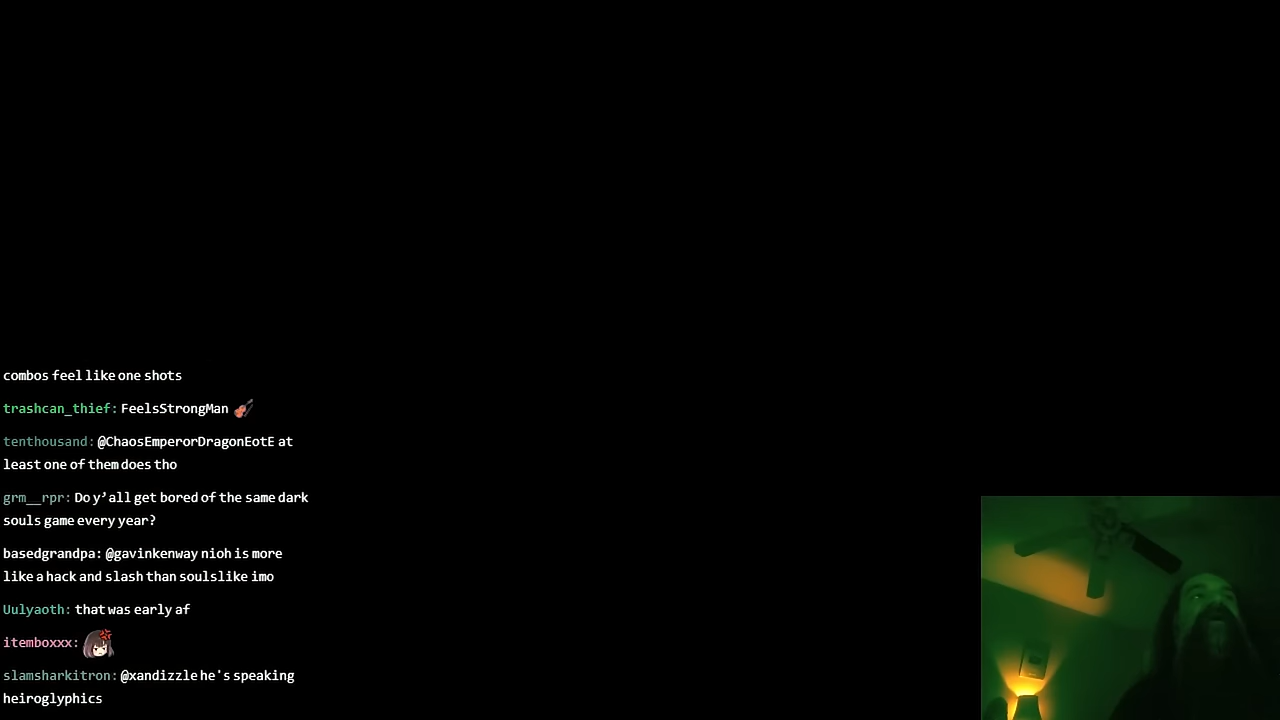 combos feel like one shots
trashcan_thief: FeelsStrongMan
tenthousand: @ChaosEmperorDragonEotE at
least one of them does tho
grm__rpr: Do y'all get bored of the same dark
souls game every year?
basedgrandpa: @gavinkenway nioh is more
like a hack and slash than soulslike imo
Uulyaoth: that was early af
itemboxxx:
slamsharkitron: @xandizzle he's speaking
heiroglyphics